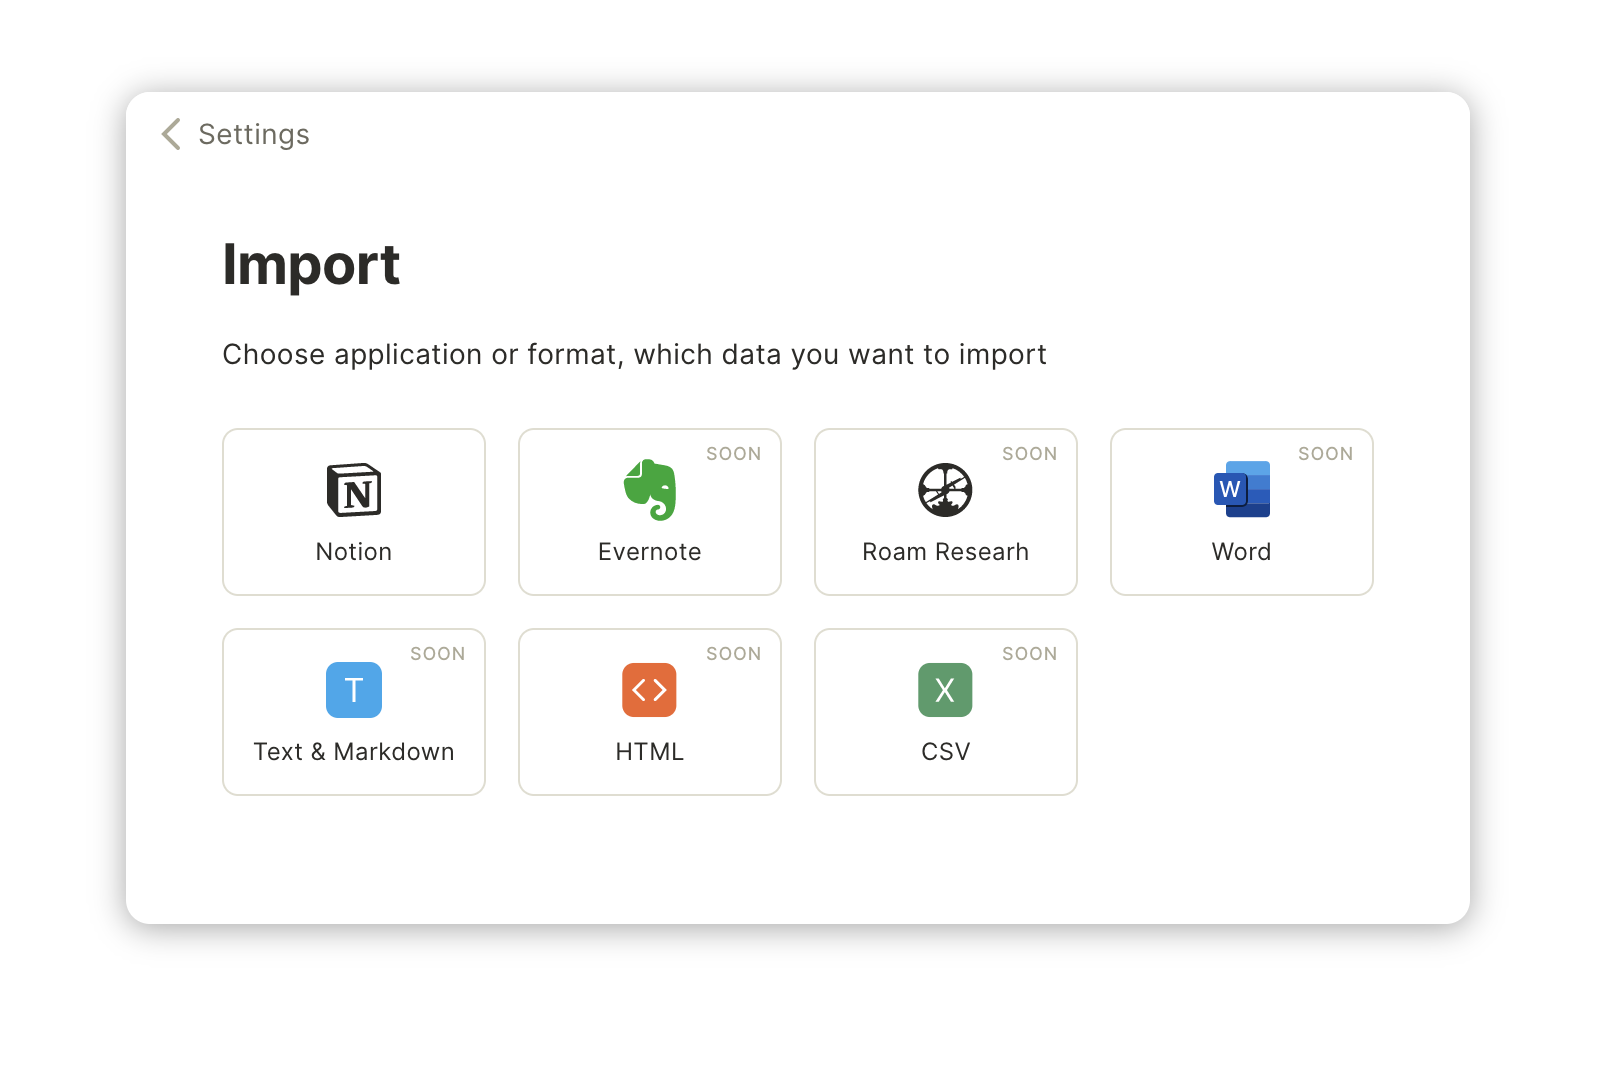 Settings
Import
Choose application or format, which data you want to import
N
Notion
SOON
Evernote
SOON
Roam Researh
SOON
W
Word
SOON
T
Text & Markdown
SOON
<>
HTML
SOON
X
CSV